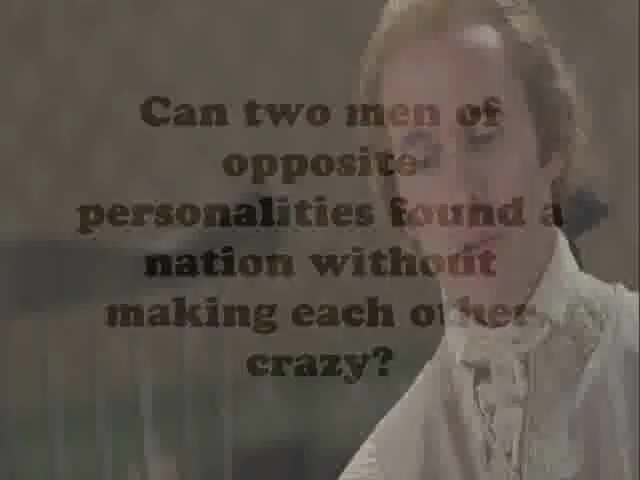 Can two men of
opposite
personalities found a
nation without
making each other
crazy?